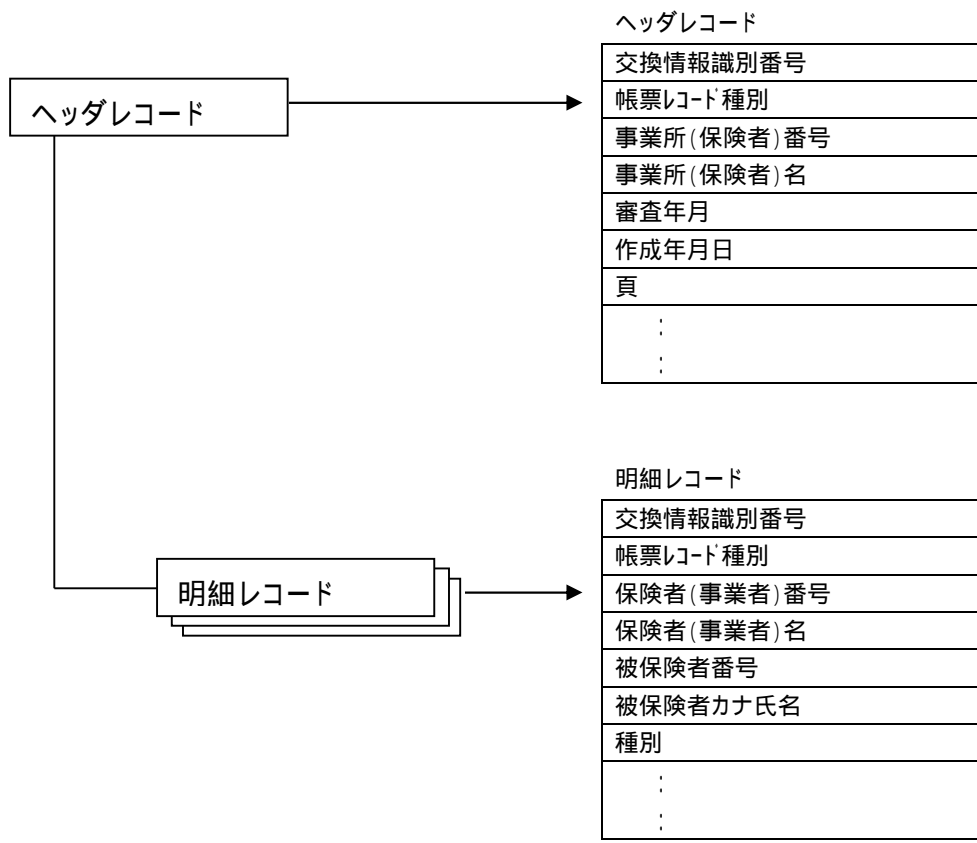 ヘッダレコード
ヘッダレコード
交換情報識別番号
帳票ﾚｺｰﾄﾞ種別
事業所(保険者)番号
事業所(保険者)名
審査年月
作成年月日
頁
:
:
明細レコード
明細レコード
交換情報識別番号
帳票ﾚｺｰﾄﾞ種別
保険者(事業者)番号
保険者(事業者)名
被保険者番号
被保険者カナ氏名
種別
:
: